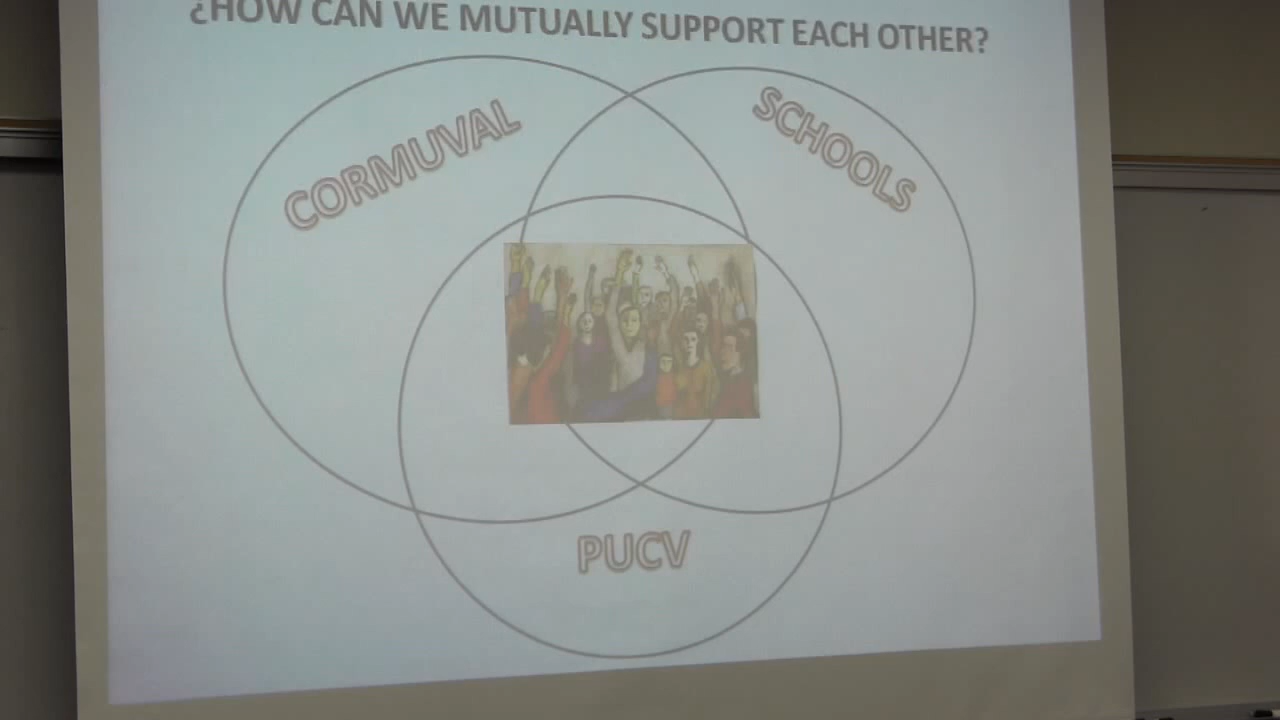 ¿HOW CAN WE MUTUALLY SUPPORT EACH OTHER?
CORMUVAL
SCHOOLS
PUCV